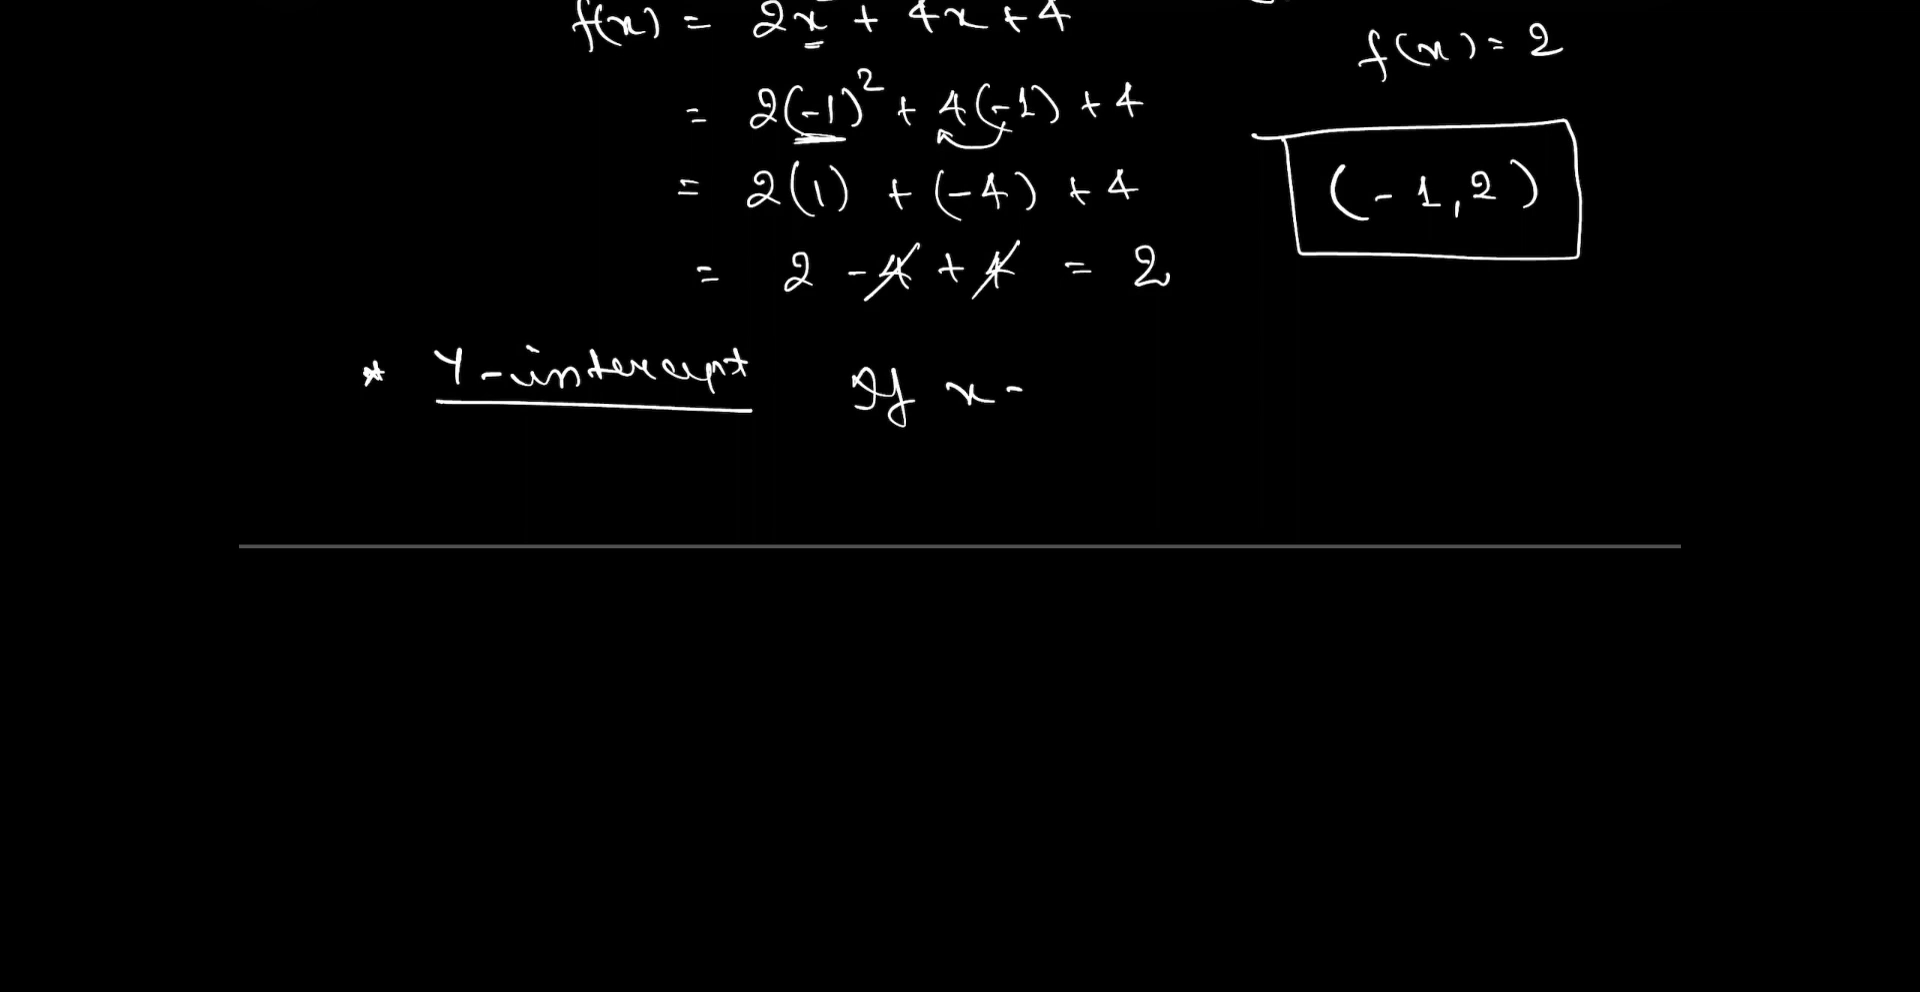 f(x) = 2x + 4x + 4
= 2(-1)² + 4(-1) + 4
= 2(1) + (-4) + 4
= 2 - 4 + 4 = 2
f(x) = 2
(-1, 2)
* Y-intercept If x -